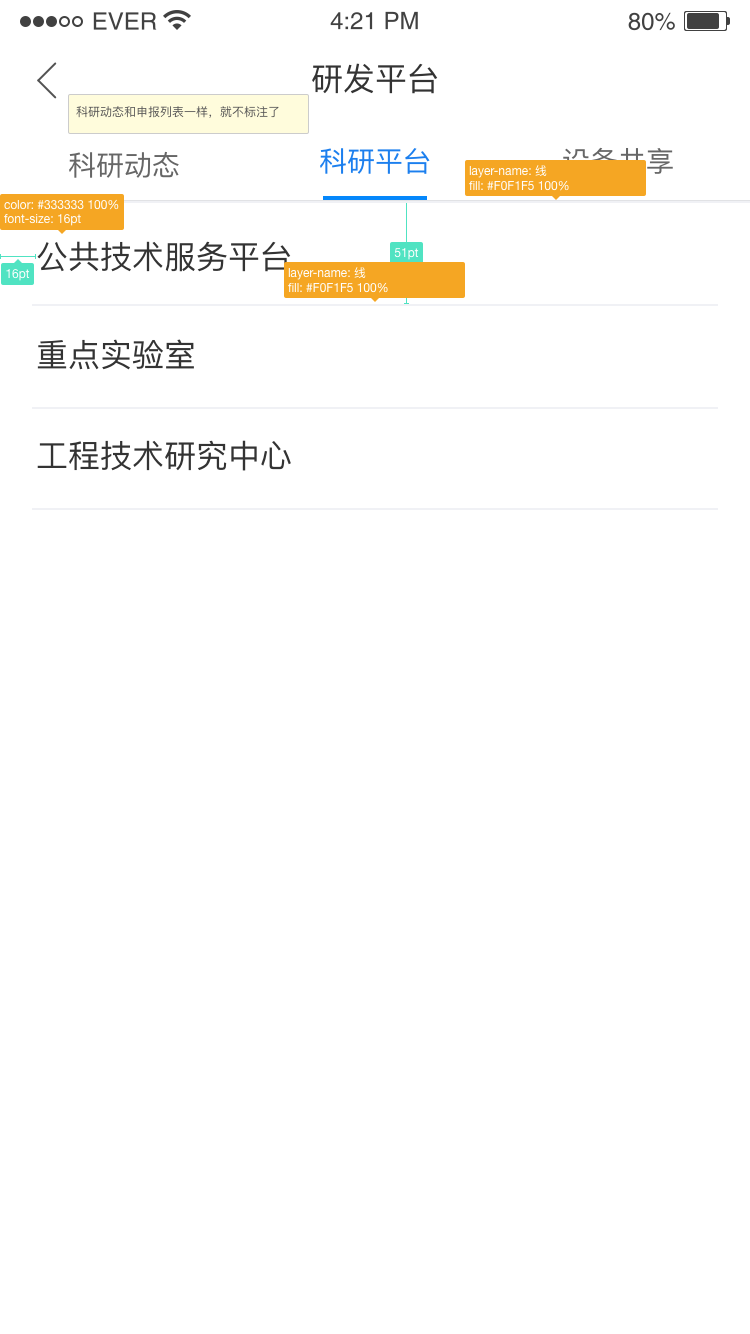 EVER 4:21 PM 80%
研发平台
科研动态和申报列表一样，就不标注了
科研动态 科研平台 设备共享
layer-name: 线
fill: #F0F1F5 100%
color: #333333 100%
font-size: 16pt
公共技术服务平台
51pt
16pt
layer-name: 线
fill: #F0F1F5 100%
重点实验室
工程技术研究中心